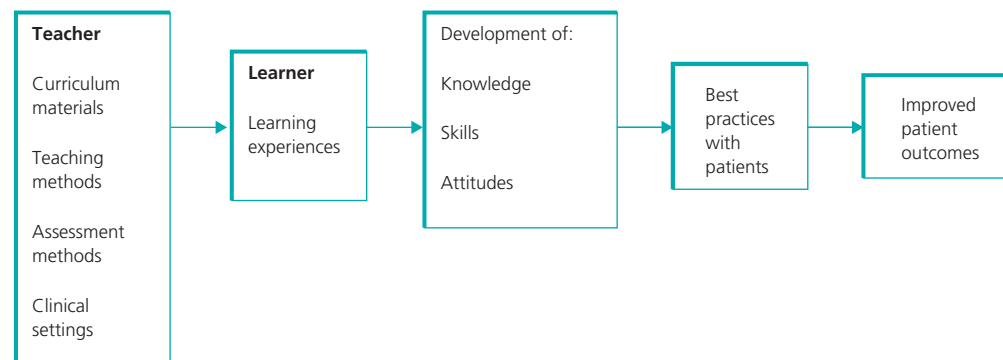 Teacher
Curriculum
materials
Teaching
methods
Assessment
methods
Clinical
settings
Learner
Learning
experiences
Development of:
Knowledge
Skills
Attitudes
Best
practices
with
patients
Improved
patient
outcomes